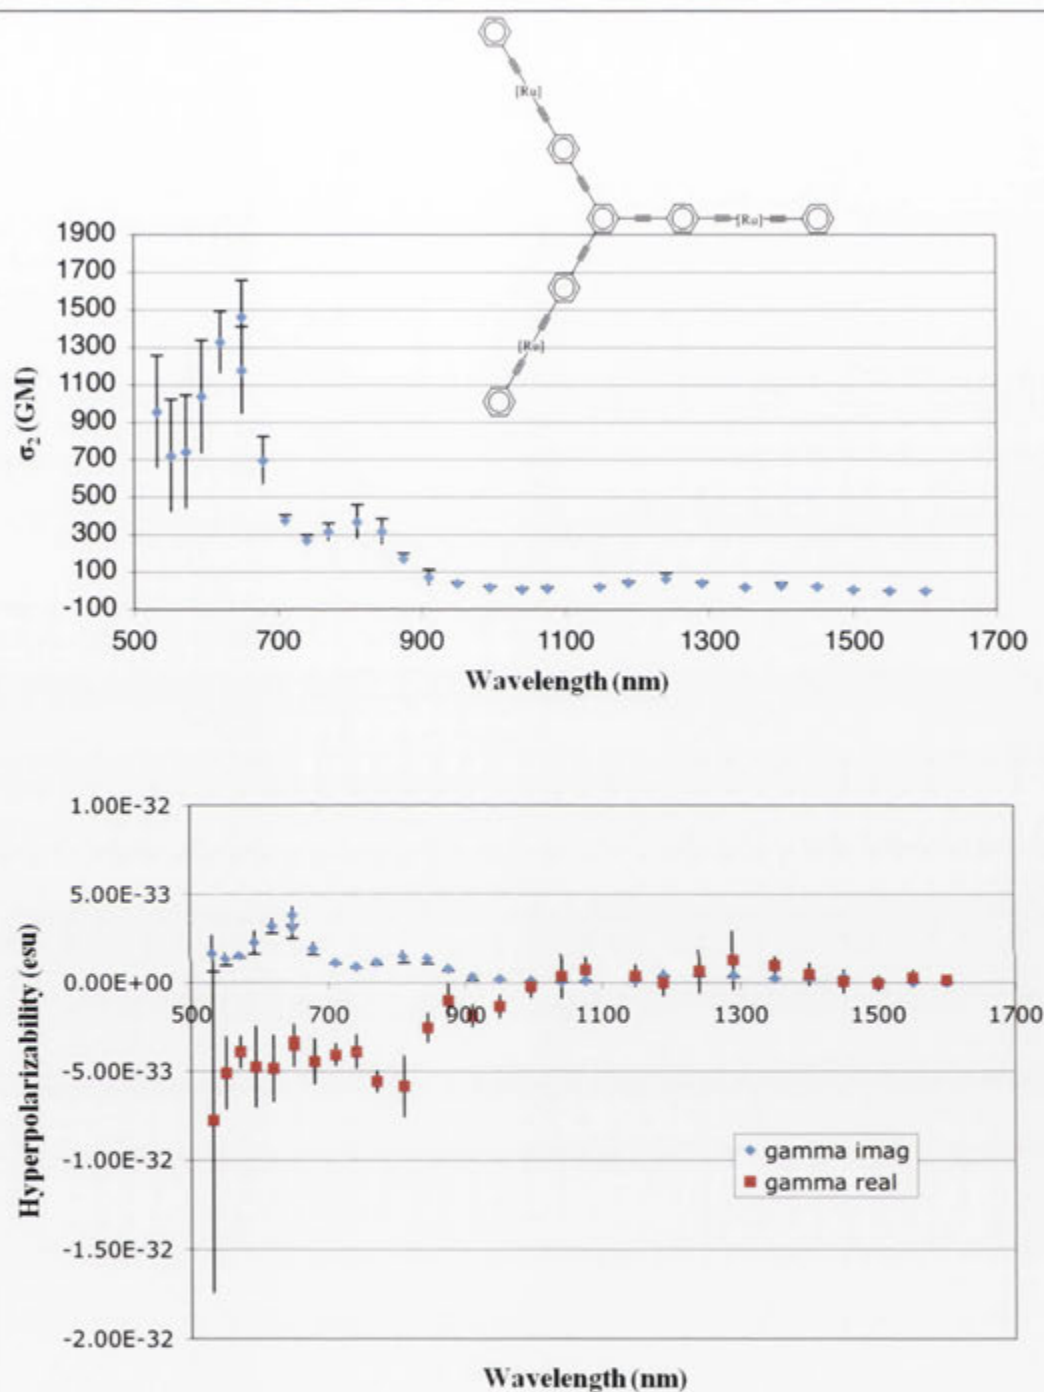 [Ru]
[Ru]
[Ru]
1900
1700
1500
1300
1100
900
700
500
300
100
-100
σ₂ (GM)
500 700 900 1100 1300 1500 1700
Wavelength (nm)
1.00E-32
5.00E-33
0.00E+00
-5.00E-33
-1.00E-32
-1.50E-32
-2.00E-32
Hyperpolarizability (esu)
500 700 900 1100 1300 1500 1700
gamma imag
gamma real
Wavelength (nm)